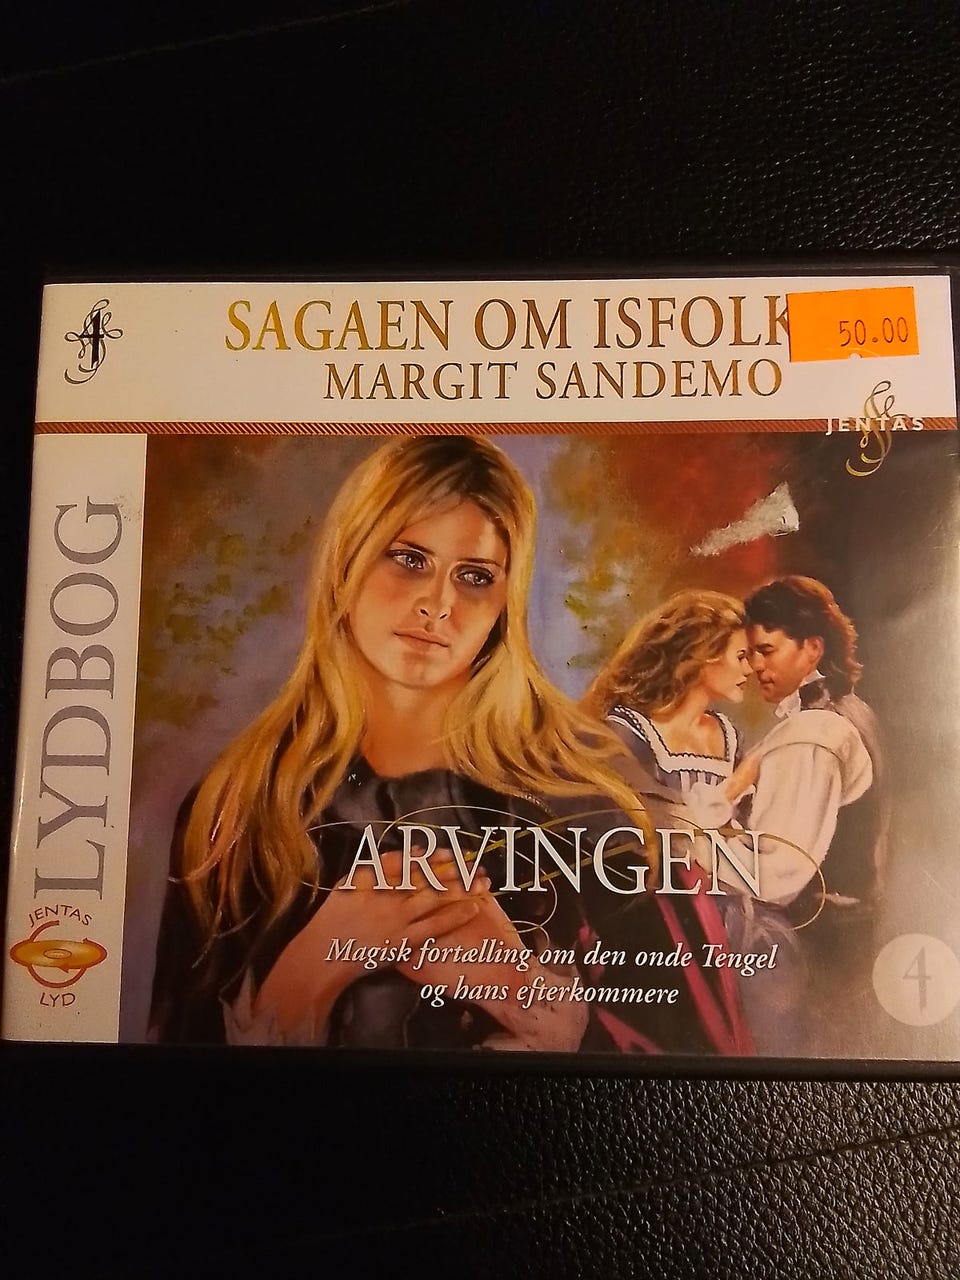 4
SAGAEN OM ISFOLK
50.00
MARGIT SANDEMO
JENTAS
LYDBOG
ARVINGEN
Magisk fortælling om den onde Tengel
og hans efterkommere
JENTAS
LYD
4